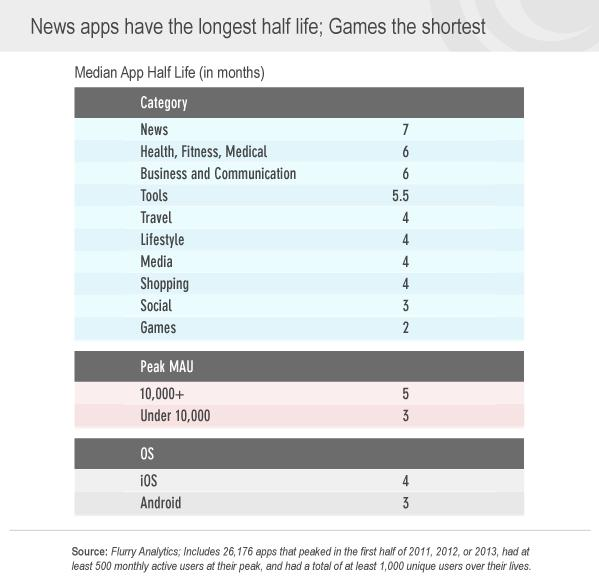 News apps have the longest half life; Games the shortest
Median App Half Life (in months)
Category
News 7
Health, Fitness, Medical 6
Business and Communication 6
Tools 5.5
Travel 4
Lifestyle 4
Media 4
Shopping 4
Social 3
Games 2
Peak MAU
10,000+ 5
Under 10,000 3
OS
iOS 4
Android 3
Source: Flurry Analytics; Includes 26,176 apps that peaked in the first half of 2011, 2012, or 2013, had at
least 500 monthly active users at their peak, and had a total of at least 1,000 unique users over their lives.